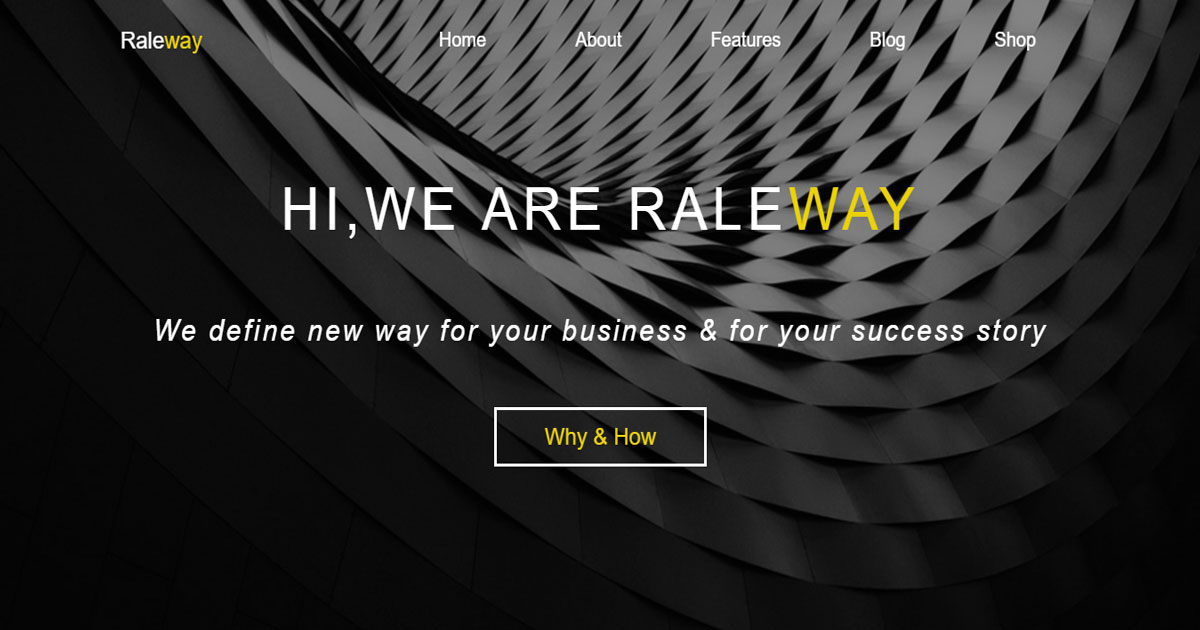 Raleway Home About Features Blog Shop
HI,WE ARE RALEWAY
We define new way for your business & for your success story
Why & How